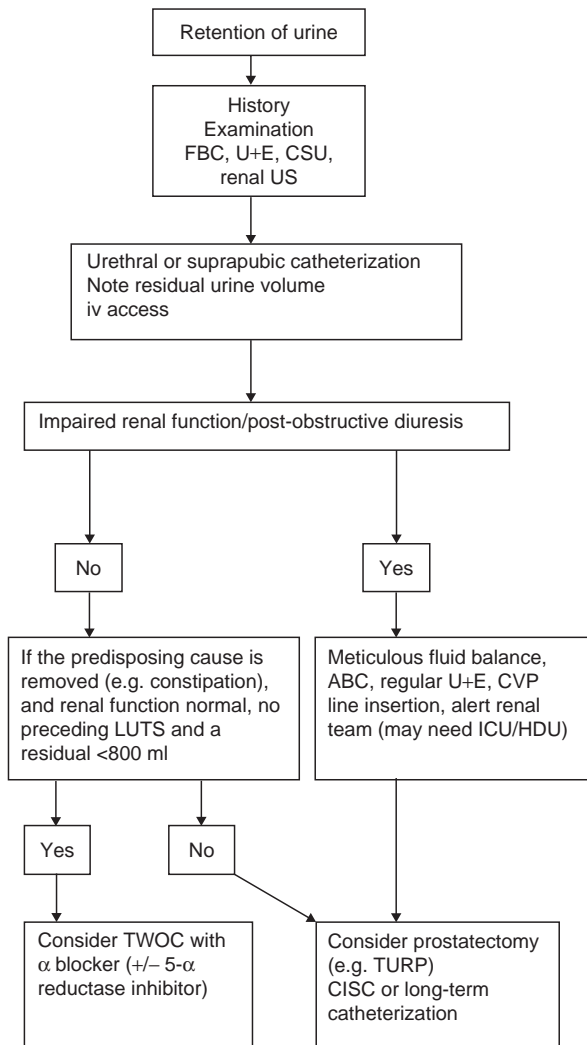 Retention of urine
History
Examination
FBC, U+E, CSU,
renal US
Urethral or suprapubic catheterization
Note residual urine volume
iv access
Impaired renal function/post-obstructive diuresis
No
Yes
If the predisposing cause is
removed (e.g. constipation),
and renal function normal, no
preceding LUTS and a
residual <800 ml
Meticulous fluid balance,
ABC, regular U+E, CVP
line insertion, alert renal
team (may need ICU/HDU)
Yes
No
Consider TWOC with
α blocker (+/− 5-α
reductase inhibitor)
Consider prostatectomy
(e.g. TURP)
CISC or long-term
catheterization